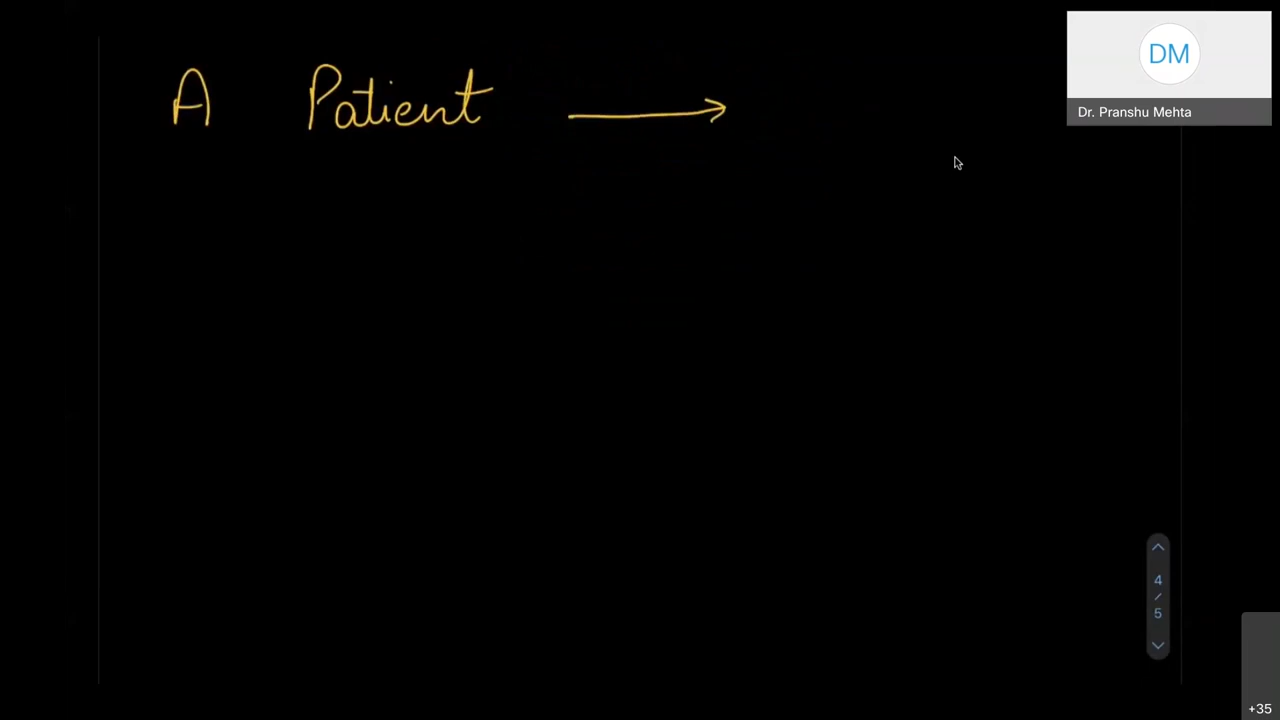 A Patient →
DM
Dr. Pranshu Mehta
4
/
5
+35